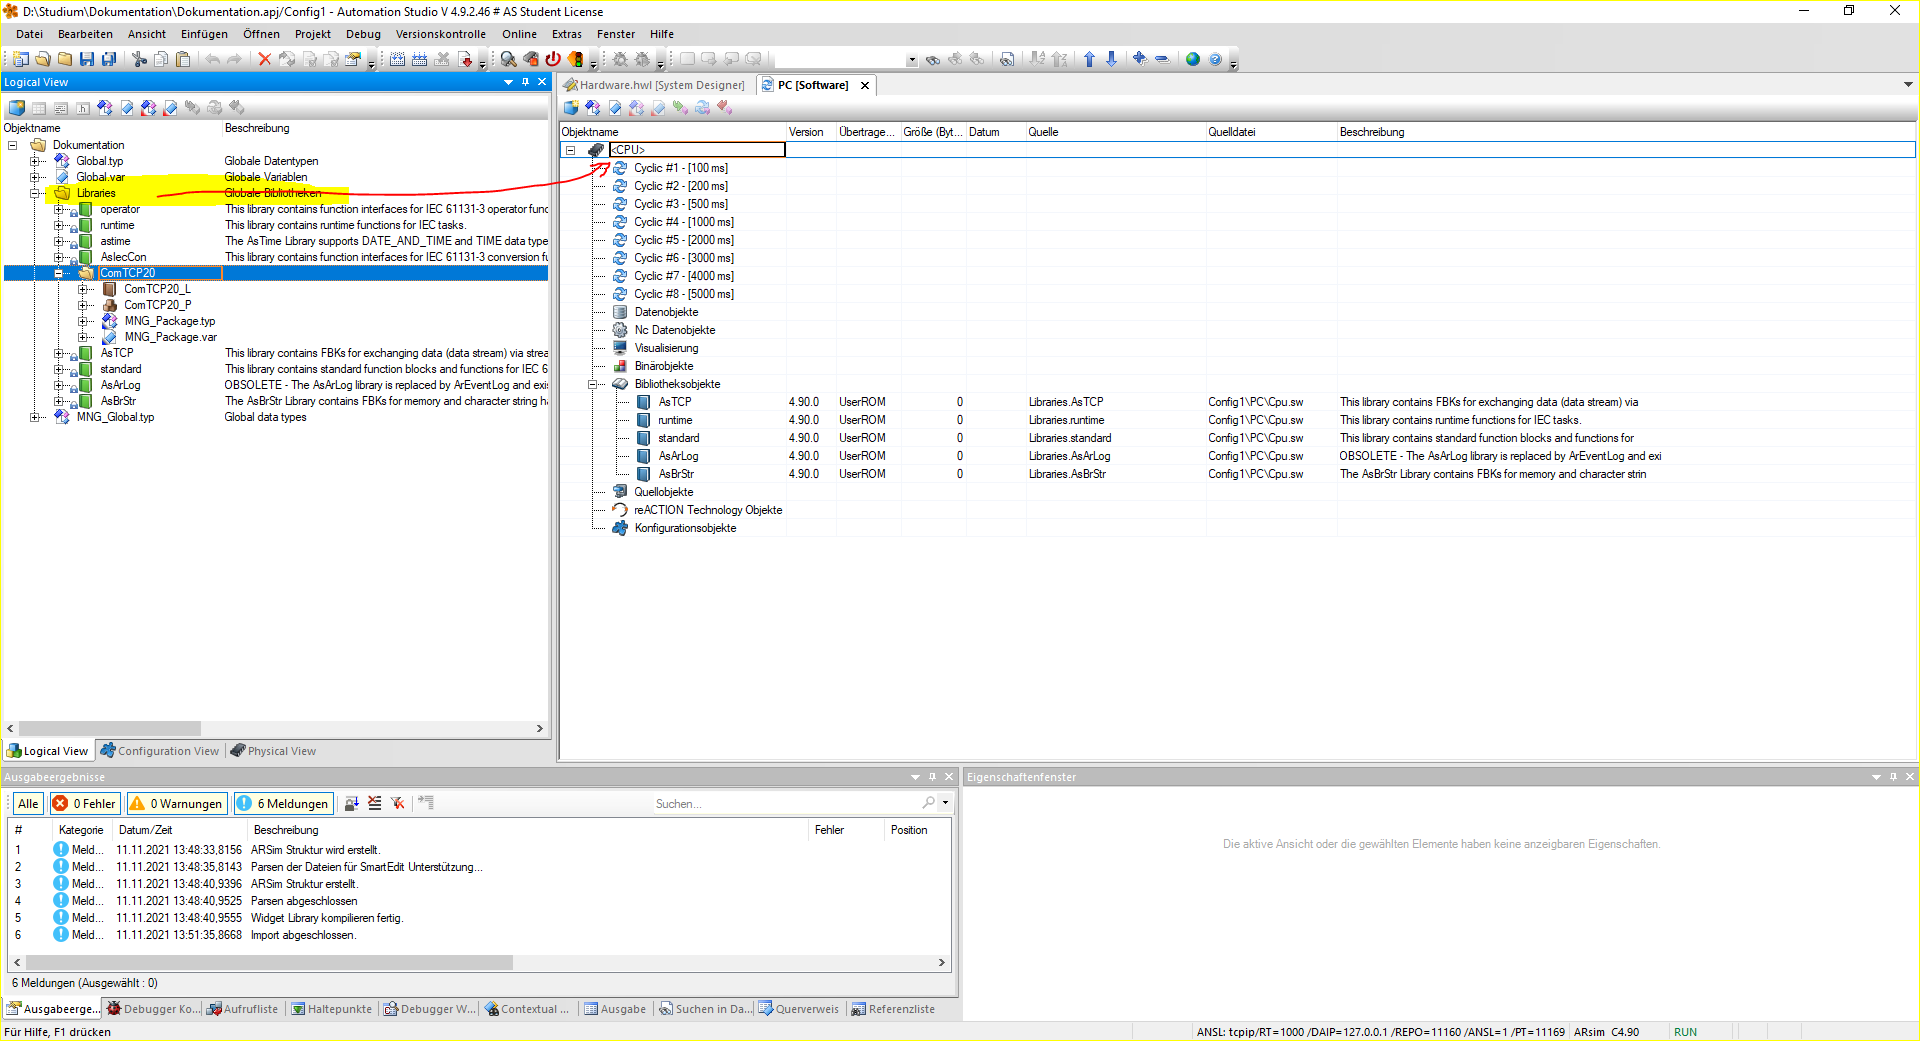 D:\Studium\Dokumentation\Dokumentation.apj/Config1 - Automation Studio V 4.9.2.46 # AS Student License
Datei Bearbeiten Ansicht Einfügen Öffnen Projekt Debug Versionskontrolle Online Extras Fenster Hilfe
Logical View
Objektname Beschreibung
Dokumentation
Global.typ Globale Datentypen
Global.var Globale Variablen
Libraries Globale Bibliotheken
operator This library contains function interfaces for IEC 61131-3 operator func
runtime This library contains runtime functions for IEC tasks.
astime The AsTime Library supports DATE_AND_TIME and TIME data type
AsIecCon This library contains function interfaces for IEC 61131-3 conversion fu
ComTCP20
ComTCP20_L
ComTCP20_P
MNG_Package.typ
MNG_Package.var
AsTCP This library contains FBKs for exchanging data (data stream) via strea
standard This library contains standard function blocks and functions for IEC 6
AsArLog OBSOLETE - The AsArLog library is replaced by ArEventLog and exi
AsBrStr The AsBrStr Library contains FBKs for memory and character string h
MNG_Global.typ Global data types
Logical View Configuration View Physical View
Hardware.hwl [System Designer] PC [Software]
Objektname Version Übertrage... Größe (Byt... Datum Quelle Quelldatei Beschreibung
<CPU>
Cyclic #1 - [100 ms]
Cyclic #2 - [200 ms]
Cyclic #3 - [500 ms]
Cyclic #4 - [1000 ms]
Cyclic #5 - [2000 ms]
Cyclic #6 - [3000 ms]
Cyclic #7 - [4000 ms]
Cyclic #8 - [5000 ms]
Datenobjekte
Nc Datenobjekte
Visualisierung
Binärobjekte
Bibliotheksobjekte
AsTCP 4.90.0 UserROM 0 Libraries.AsTCP Config1\PC\Cpu.sw This library contains FBKs for exchanging data (data stream) via
runtime 4.90.0 UserROM 0 Libraries.runtime Config1\PC\Cpu.sw This library contains runtime functions for IEC tasks.
standard 4.90.0 UserROM 0 Libraries.standard Config1\PC\Cpu.sw This library contains standard function blocks and functions for
AsArLog 4.90.0 UserROM 0 Libraries.AsArLog Config1\PC\Cpu.sw OBSOLETE - The AsArLog library is replaced by ArEventLog and exi
AsBrStr 4.90.0 UserROM 0 Libraries.AsBrStr Config1\PC\Cpu.sw The AsBrStr Library contains FBKs for memory and character strin
Quellobjekte
reACTION Technology Objekte
Konfigurationsobjekte
Ausgabeergebnisse
Alle 0 Fehler 0 Warnungen 6 Meldungen Suchen...
# Kategorie Datum/Zeit Beschreibung Fehler Position
1 Meld... 11.11.2021 13:48:33,8156 ARSim Struktur wird erstellt.
2 Meld... 11.11.2021 13:48:35,8143 Parsen der Dateien für SmartEdit Unterstützung...
3 Meld... 11.11.2021 13:48:40,9396 ARSim Struktur erstellt.
4 Meld... 11.11.2021 13:48:40,9525 Parsen abgeschlossen
5 Meld... 11.11.2021 13:48:40,9555 Widget Library kompilieren fertig.
6 Meld... 11.11.2021 13:51:35,8668 Import abgeschlossen.
6 Meldungen (Ausgewählt : 0)
Eigenschaftenfenster
Die aktive Ansicht oder die gewählten Elemente haben keine anzeigbaren Eigenschaften.
Ausgabeerge... Debugger Ko... Aufrufliste Haltepunkte Debugger W... Contextual ... Ausgabe Suchen in Da... Querverweis Referenzliste
Für Hilfe, F1 drücken ANSL: tcpip/RT=1000 /DAIP=127.0.0.1 /REPO=11160 /ANSL=1 /PT=11169 ARsim C4.90 RUN